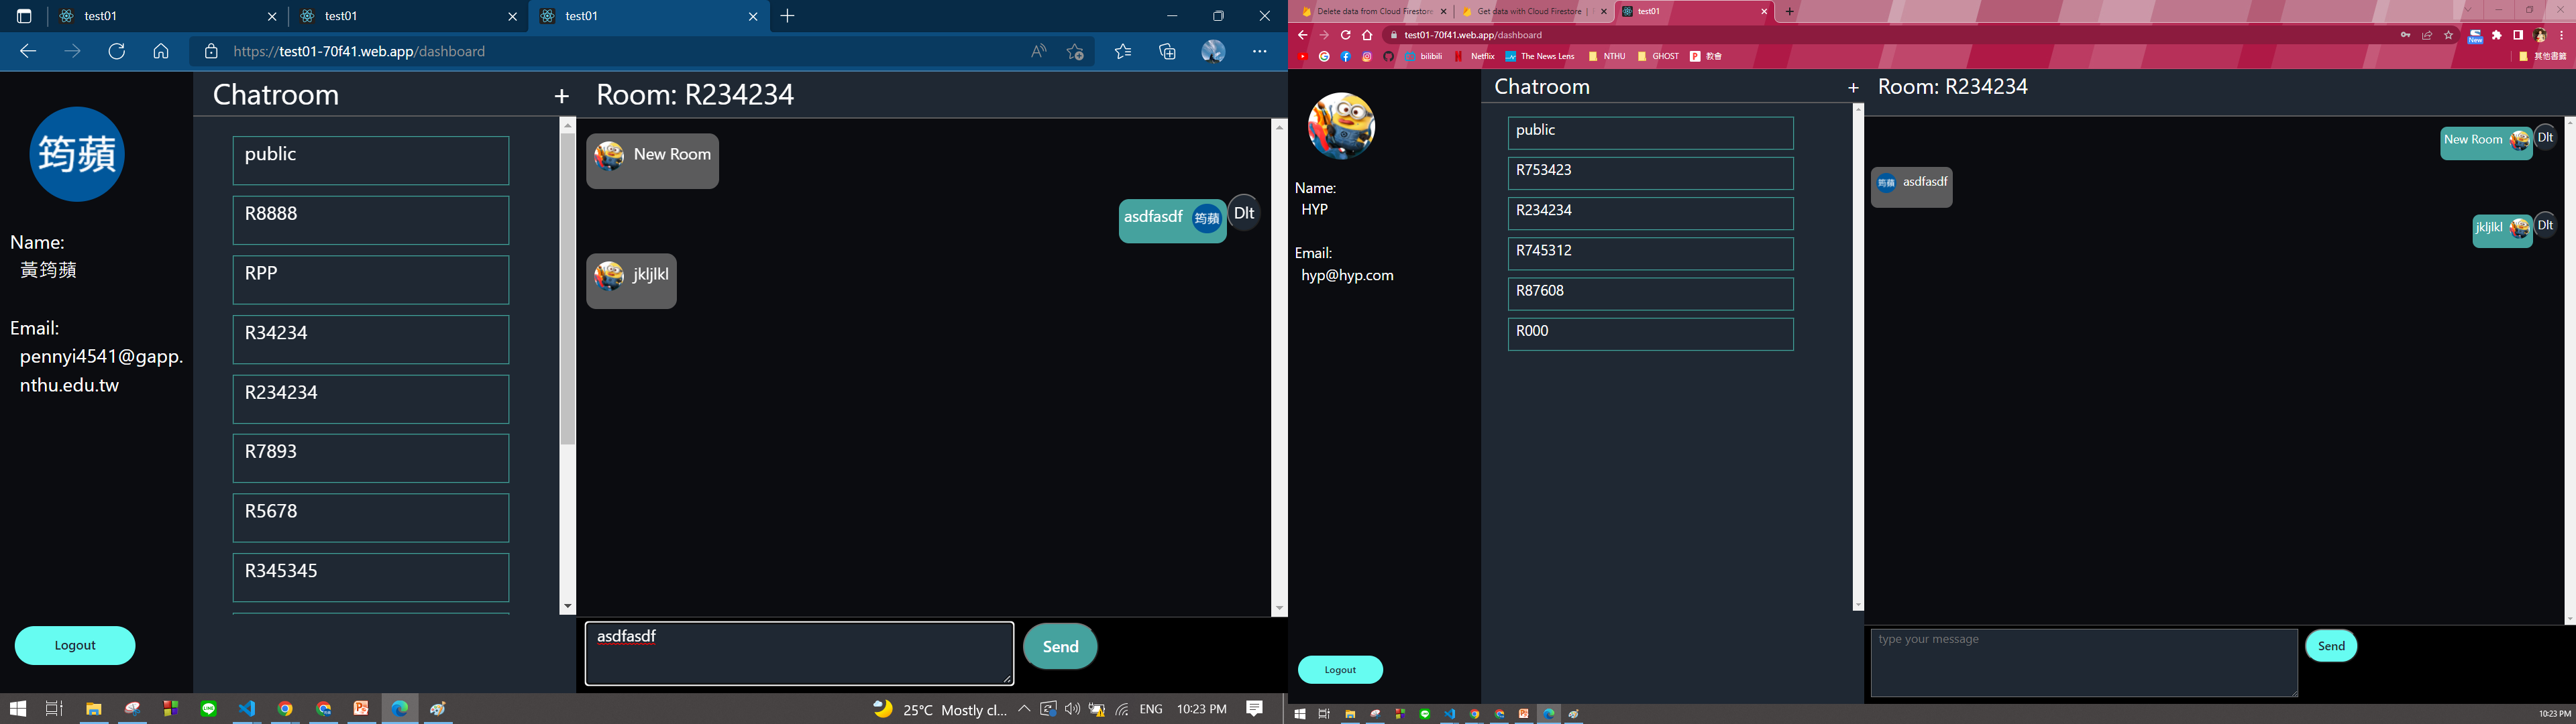 test01
test01
test01
https://test01-70f41.web.app/dashboard
筠蘋
Name:
黃筠蘋
Email:
pennyi4541@gapp.
nthu.edu.tw
Logout
Chatroom +
public
R8888
RPP
R34234
R234234
R7893
R5678
R345345
Room: R234234
New Room
asdfasdf 筠蘋 Dlt
jkljlkl
asdfasdf
Send
25°C Mostly cl... ENG 10:23 PM
Delete data from Cloud Firestore
Get data with Cloud Firestore |
test01
test01-70f41.web.app/dashboard
New
bilibili
Netflix
The News Lens
NTHU
GHOST
教會
其他書籤
Name:
HYP
Email:
hyp@hyp.com
Logout
Chatroom +
public
R753423
R234234
R745312
R87608
R000
Room: R234234
New Room Dlt
筠蘋 asdfasdf
jkljlkl Dlt
type your message
Send
10:23 PM